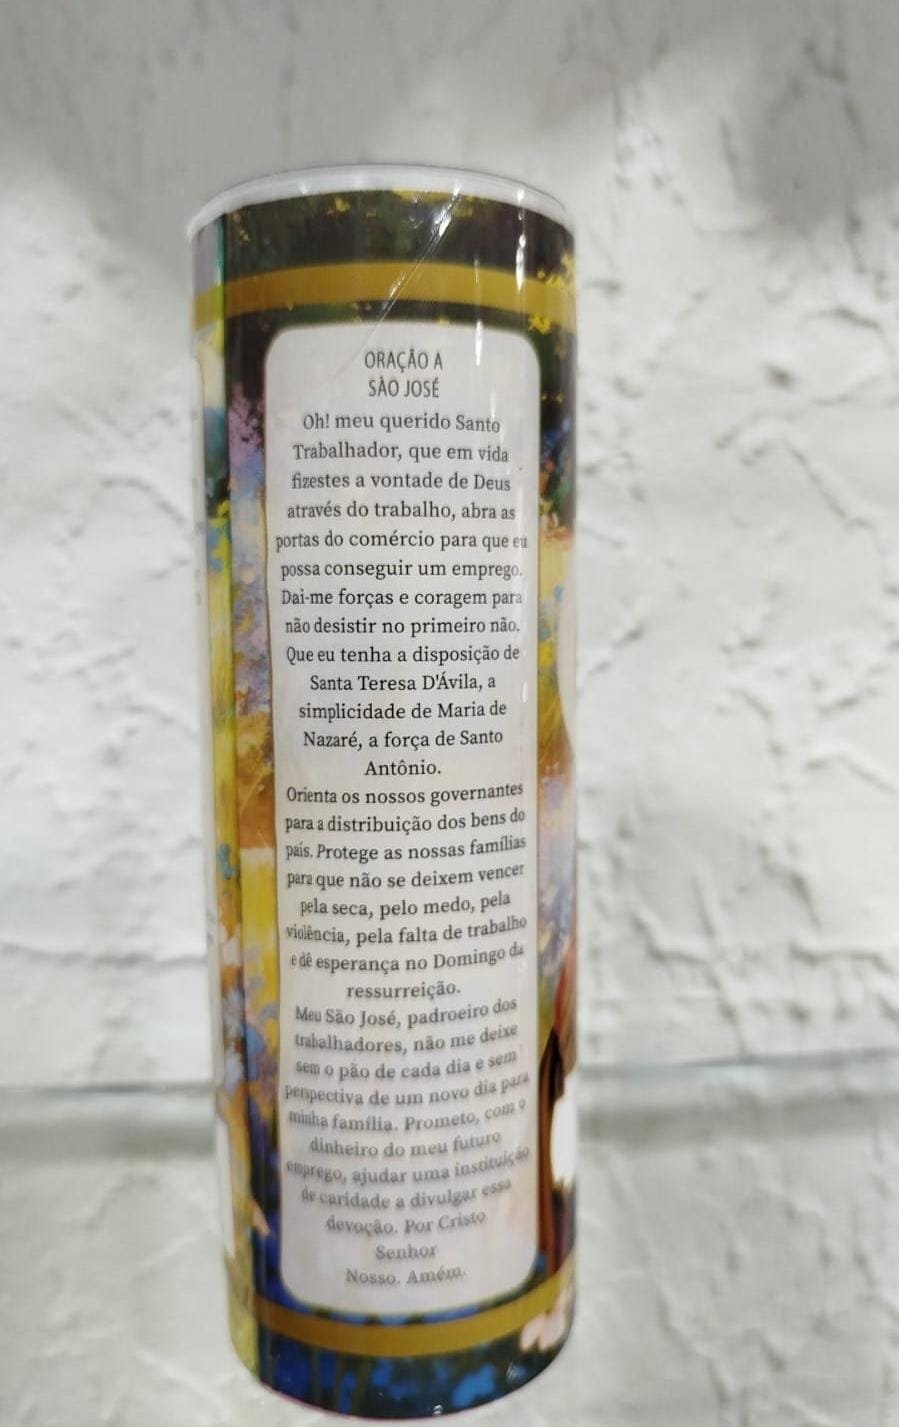 ORAÇÃO A
SÃO JOSÉ
Oh! meu querido Santo
Trabalhador, que em vida
fizestes a vontade de Deus
através do trabalho, abra as
portas do comércio para que eu
possa conseguir um emprego.
Dai-me forças e coragem para
não desistir no primeiro não.
Que eu tenha a disposição de
Santa Teresa D'Ávila, a
simplicidade de Maria de
Nazaré, a força de Santo
Antônio.
Orienta os nossos governantes
para a distribuição dos bens do
país. Protege as nossas famílias
para que não se deixem vencer
pela seca, pelo medo, pela
violência, pela falta de trabalho
e dê esperança no Domingo da
ressurreição.
Meu São José, padroeiro dos
trabalhadores, não me deixe
sem o pão de cada dia e sem
perspectiva de um novo dia para
minha família. Prometo, com o
dinheiro do meu futuro
emprego, ajudar uma instituição
de caridade a divulgar essa
devoção. Por Cristo
Senhor
Nosso. Amém.